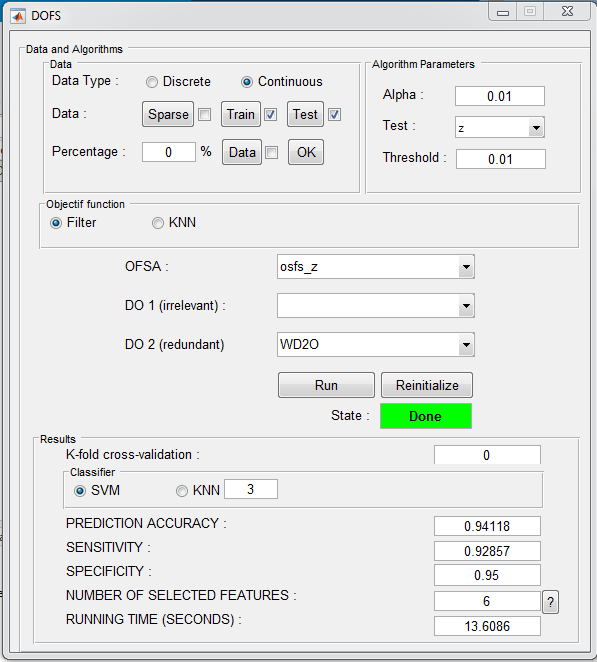 DOFS
Data and Algorithms
Data
Data Type : Discrete Continuous
Data : Sparse Train Test
Percentage : 0 % Data OK
Algorithm Parameters
Alpha : 0.01
Test : z
Threshold : 0.01
Objectif function
Filter KNN
OFSA : osfs_z
DO 1 (irrelevant) :
DO 2 (redundant) WD2O
Run Reinitialize
State : Done
Results
K-fold cross-validation : 0
Classifier
SVM KNN 3
PREDICTION ACCURACY : 0.94118
SENSITIVITY : 0.92857
SPECIFICITY : 0.95
NUMBER OF SELECTED FEATURES : 6 ?
RUNNING TIME (SECONDS) : 13.6086